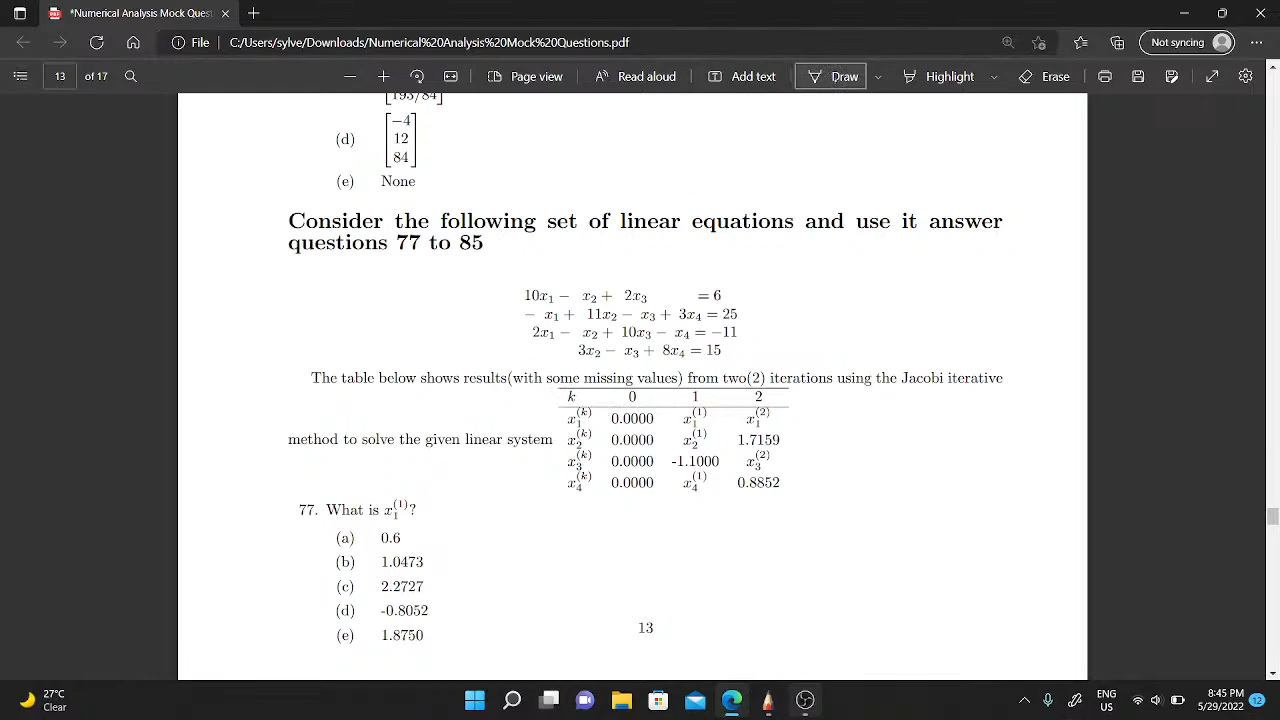 *Numerical Analysis Mock Quest
File C:/Users/sylve/Downloads/Numerical%20Analysis%20Mock%20Questions.pdf Not syncing
13 of 17 Page view Read aloud Add text Draw Highlight Erase
[193/84]
(d) [−4
12
84]
(e) None
Consider the following set of linear equations and use it answer
questions 77 to 85
10x₁ − x₂ + 2x₃ = 6
− x₁ + 11x₂ − x₃ + 3x₄ = 25
2x₁ − x₂ + 10x₃ − x₄ = −11
3x₂ − x₃ + 8x₄ = 15
The table below shows results(with some missing values) from two(2) iterations using the Jacobi iterative
k 0 1 2
x₁^(k) 0.0000 x₁^(1) x₁^(2)
method to solve the given linear system x₂^(k) 0.0000 x₂^(1) 1.7159
x₃^(k) 0.0000 -1.1000 x₃^(2)
x₄^(k) 0.0000 x₄^(1) 0.8852
77. What is x₁^(1)?
(a) 0.6
(b) 1.0473
(c) 2.2727
(d) -0.8052
(e) 1.8750
13
27°C
Clear
ENG
US
8:45 PM
5/29/2022
12